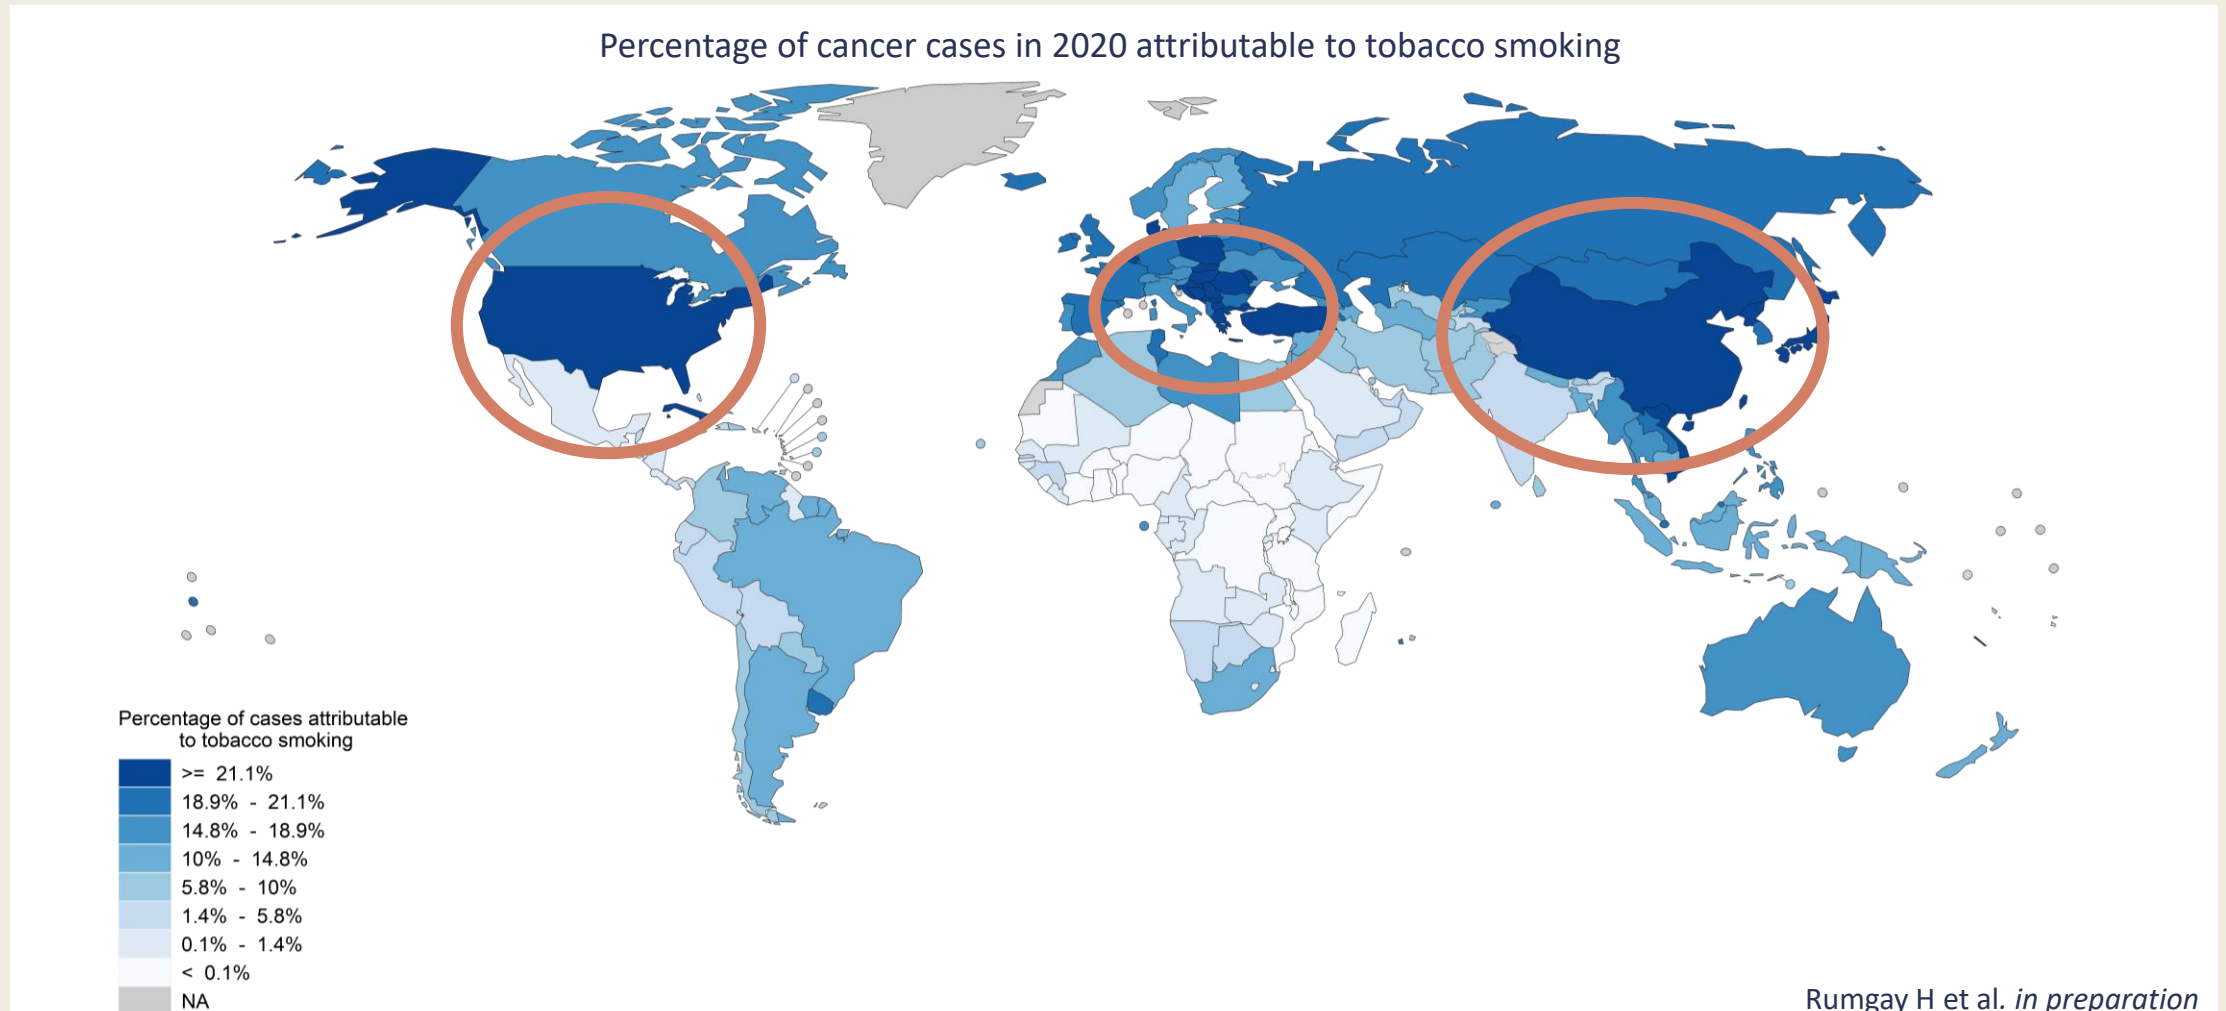 Percentage of cancer cases in 2020 attributable to tobacco smoking
Percentage of cases attributable
to tobacco smoking
>= 21.1%
18.9% - 21.1%
14.8% - 18.9%
10% - 14.8%
5.8% - 10%
1.4% - 5.8%
0.1% - 1.4%
< 0.1%
NA
Rumgay H et al. in preparation